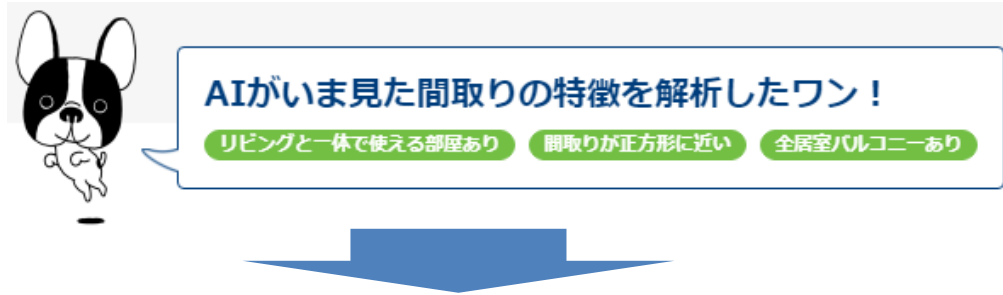 AIがいま見た間取りの特徴を解析したワン！
リビングと一体で使える部屋あり 間取りが正方形に近い 全居室バルコニーあり